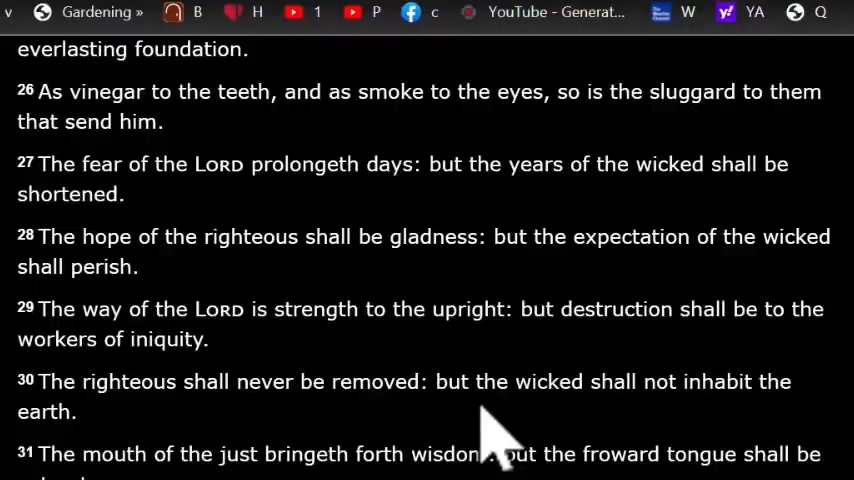 v Gardening » B H 1 P c YouTube - Generat... W YA Q
everlasting foundation.
26 As vinegar to the teeth, and as smoke to the eyes, so is the sluggard to them
that send him.
27 The fear of the LORD prolongeth days: but the years of the wicked shall be
shortened.
28 The hope of the righteous shall be gladness: but the expectation of the wicked
shall perish.
29 The way of the LORD is strength to the upright: but destruction shall be to the
workers of iniquity.
30 The righteous shall never be removed: but the wicked shall not inhabit the
earth.
31 The mouth of the just bringeth forth wisdom: but the froward tongue shall be